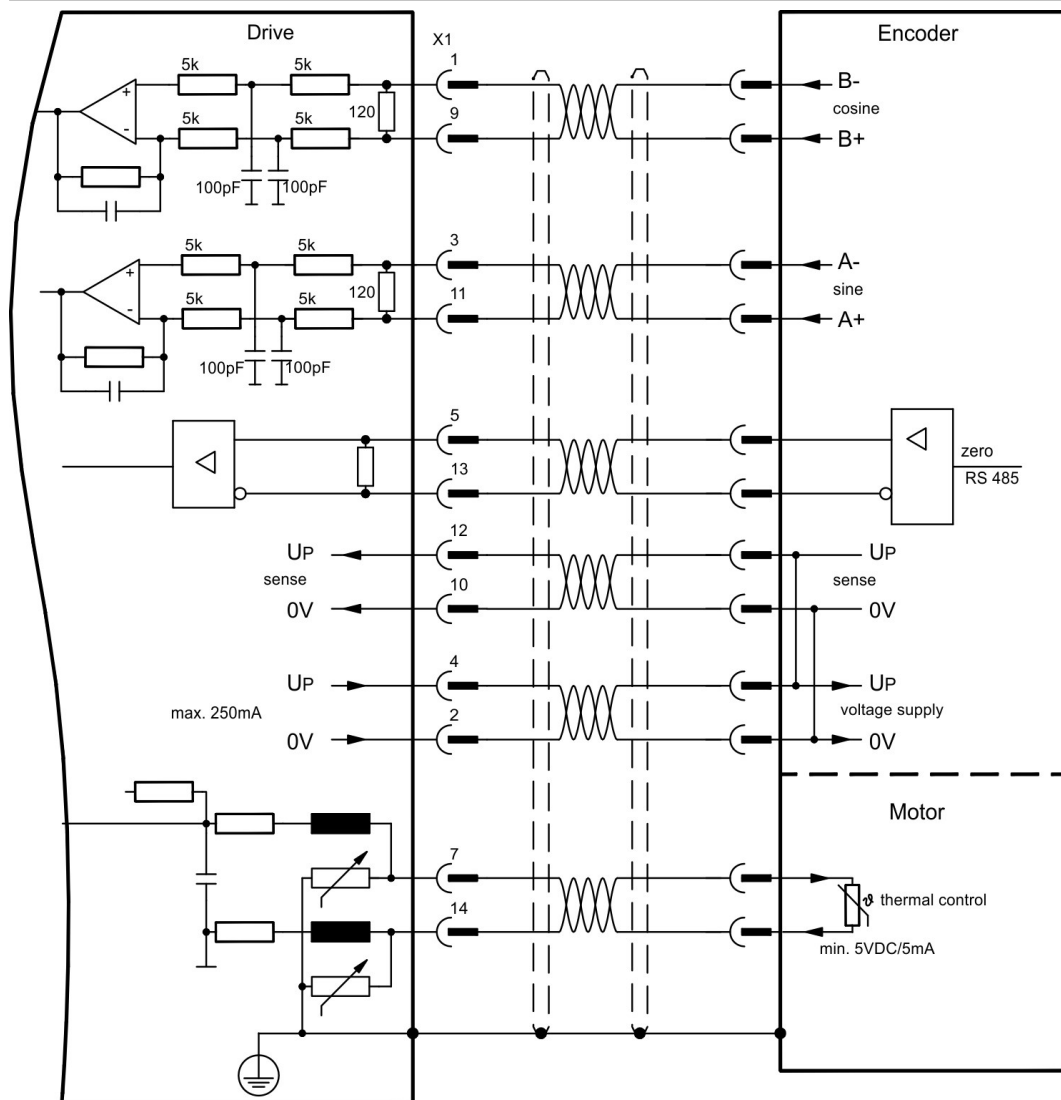 Drive
X1
Encoder
5k
5k
1
B-
120
cosine
5k
5k
9
B+
100pF
100pF
5k
5k
3
A-
120
sine
5k
5k
11
A+
100pF
100pF
5
zero
13
RS 485
UP
12
UP
sense
sense
0V
10
0V
UP
4
UP
max. 250mA
voltage supply
0V
2
0V
Motor
7
ϑ thermal control
14
min. 5VDC/5mA